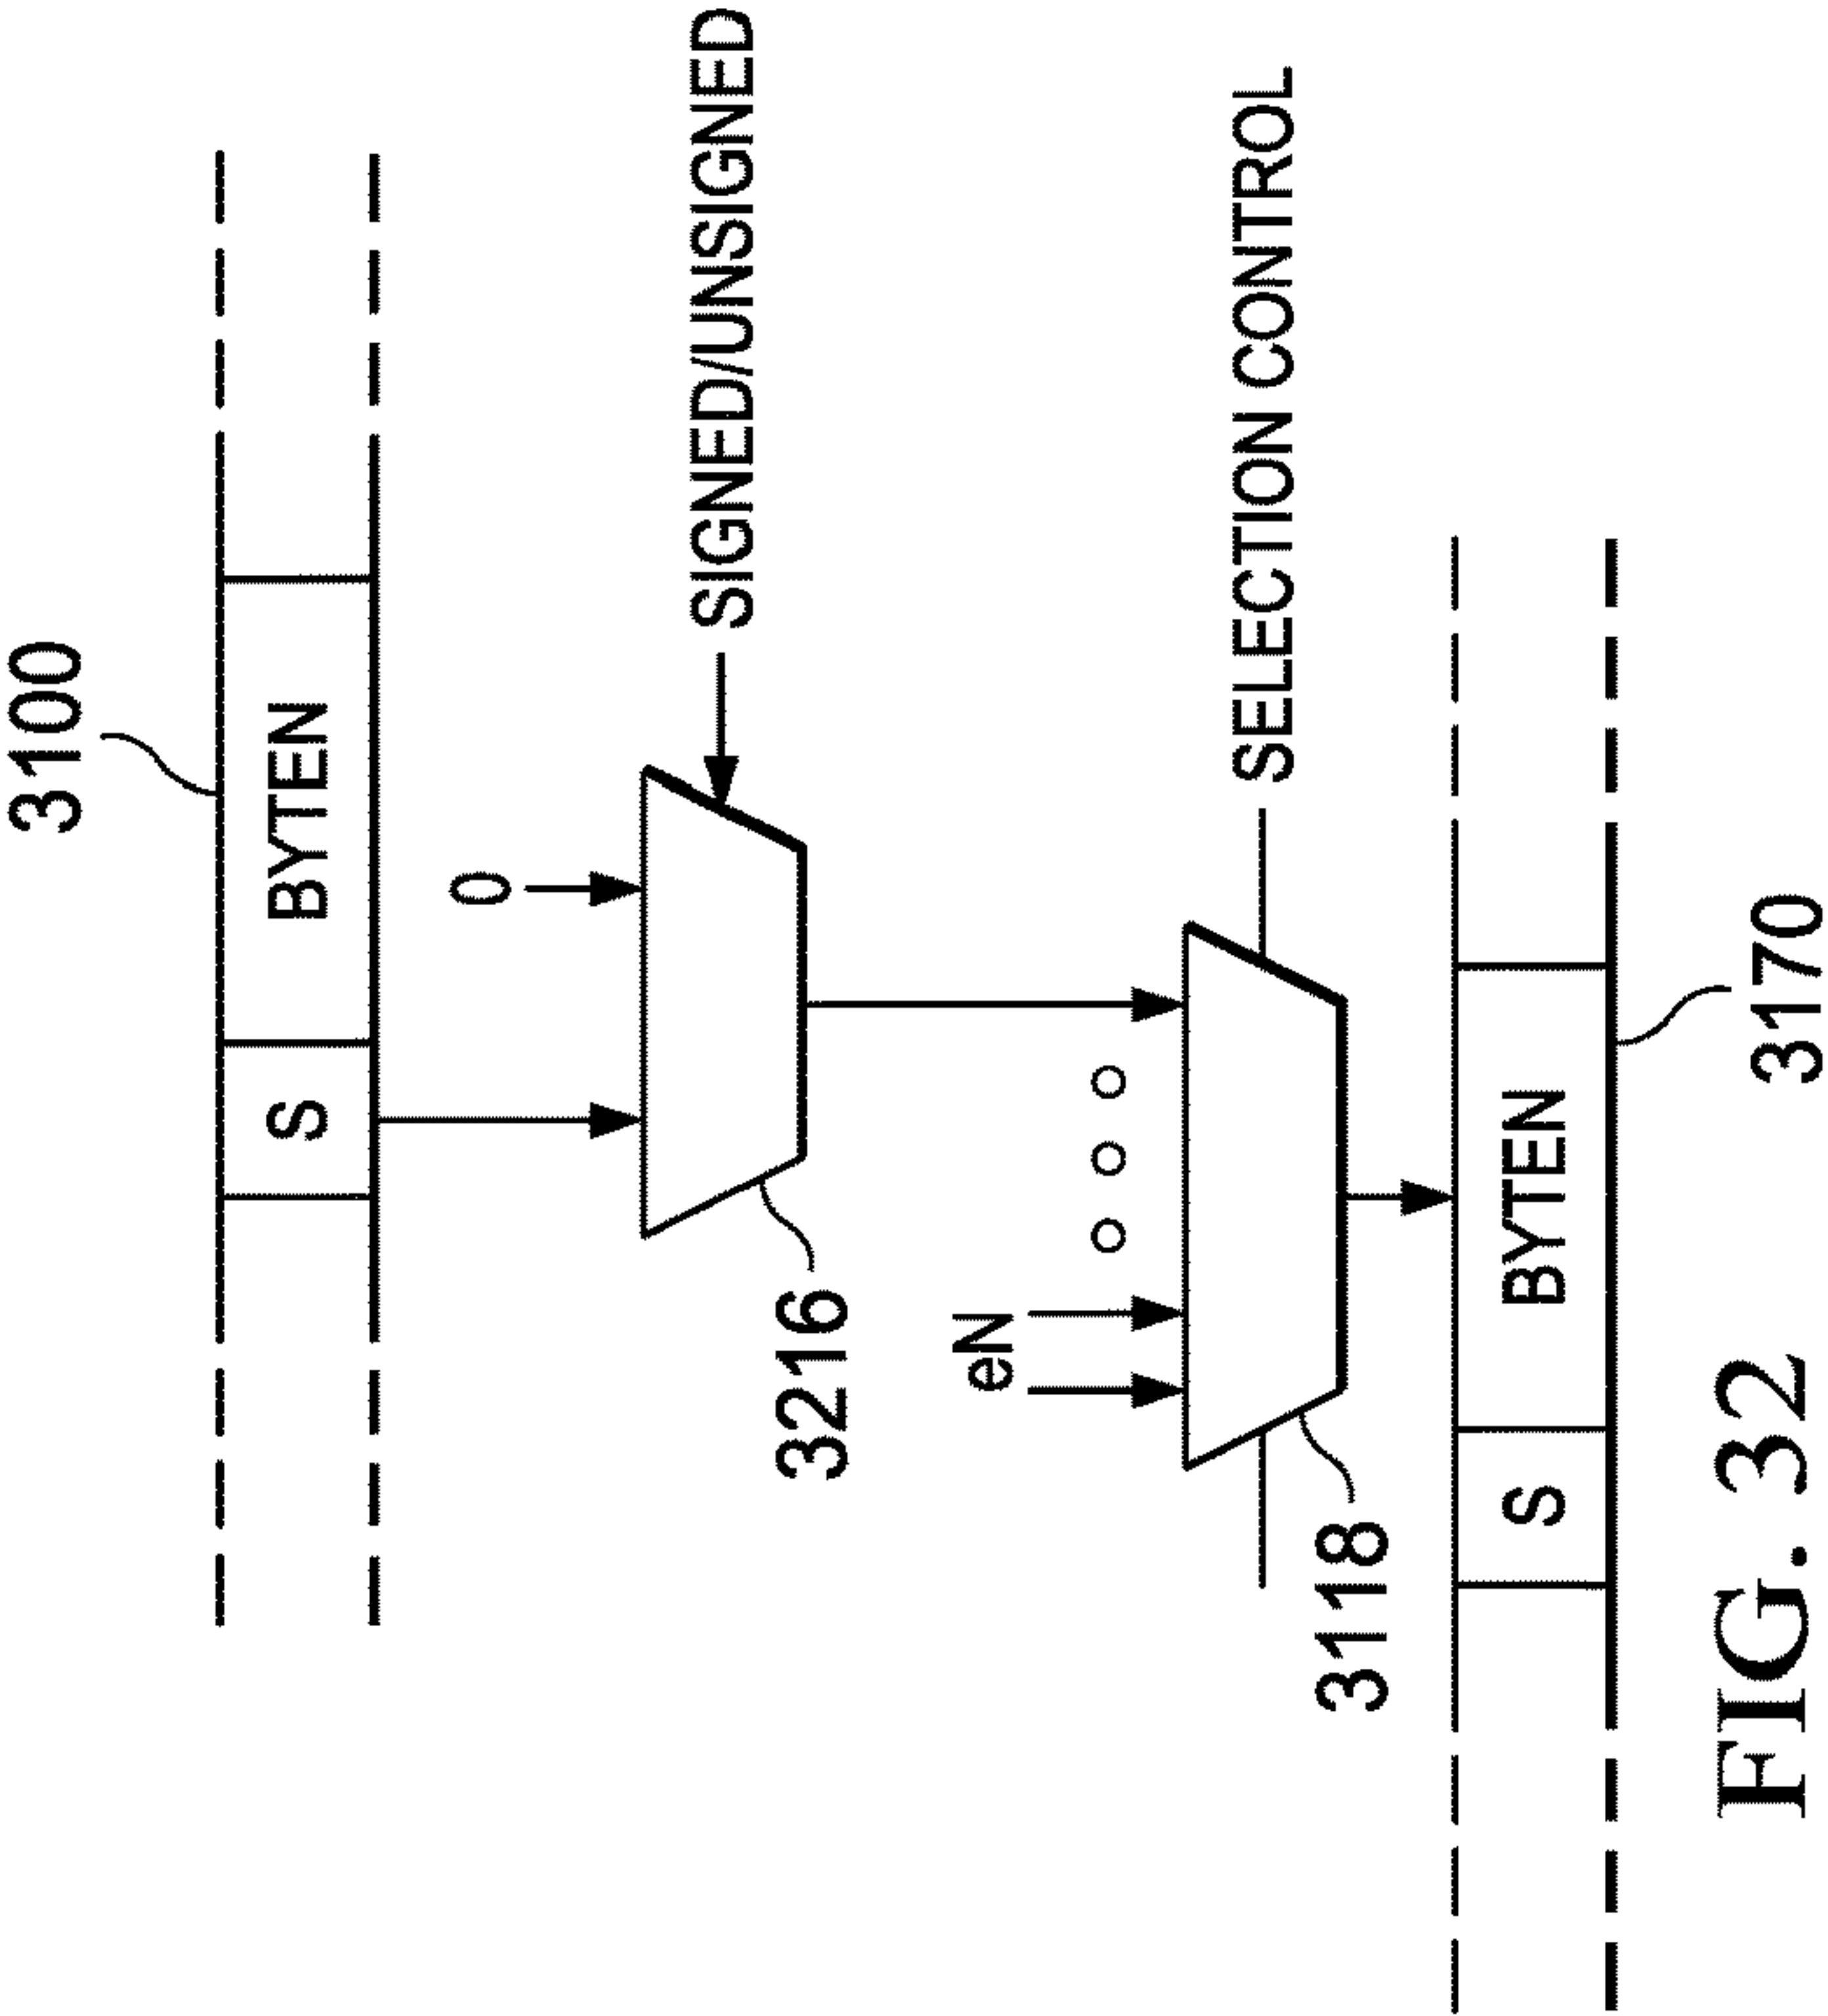 3100
S
BYTEN
0
SIGNED/UNSIGNED
3216
eN
SELECTION CONTROL
3118
S
BYTEN
3170
FIG. 32